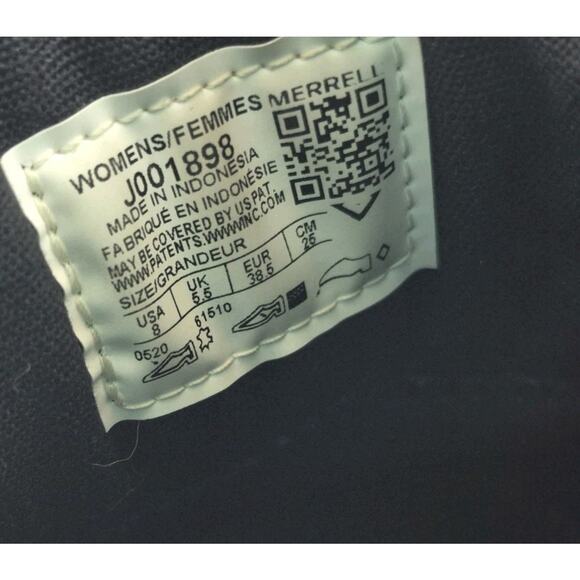 WOMENS/FEMMES MERRELL
J001898
MADE IN INDONESIA
FABRIQUÉ EN INDONÉSIE
MAY BE COVERED BY US PAT.
WWW.PATENTS.WWWINC.COM
SIZE/GRANDEUR
USA UK EUR CM
8 5.5 38.5 25
0520 61510